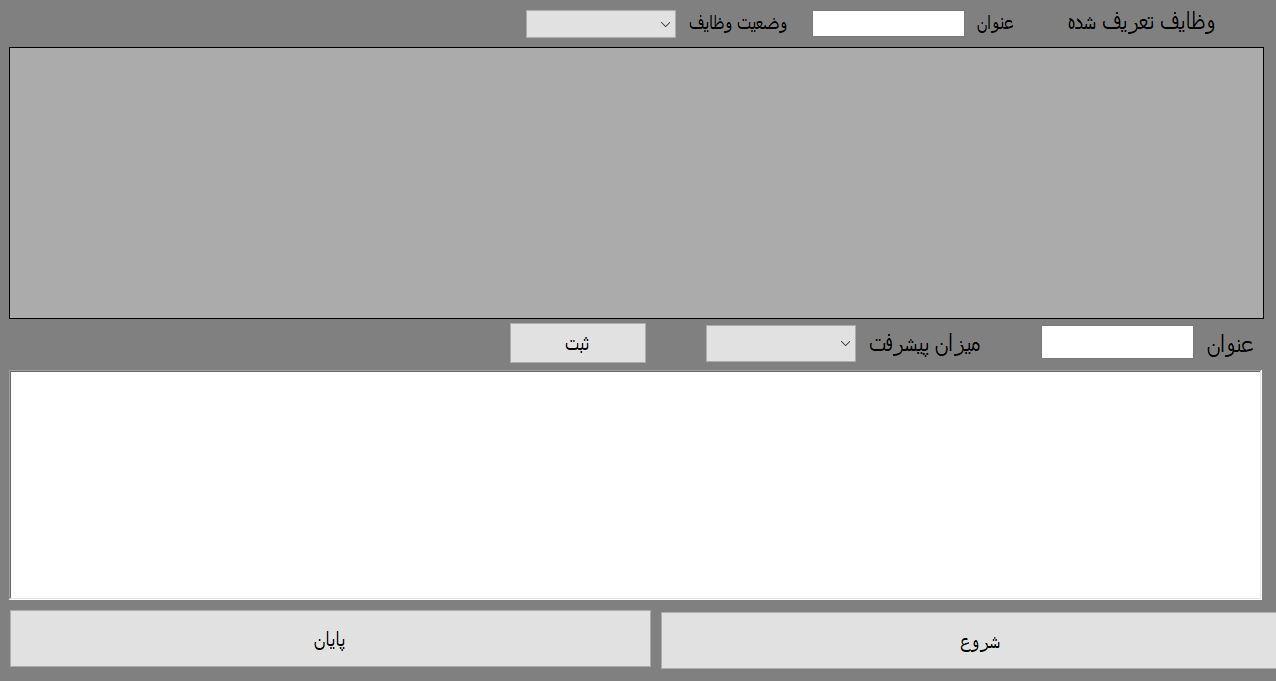 وظایف تعریف شده عنوان وضعیت وظایف
عنوان میزان پیشرفت ثبت
شروع پایان